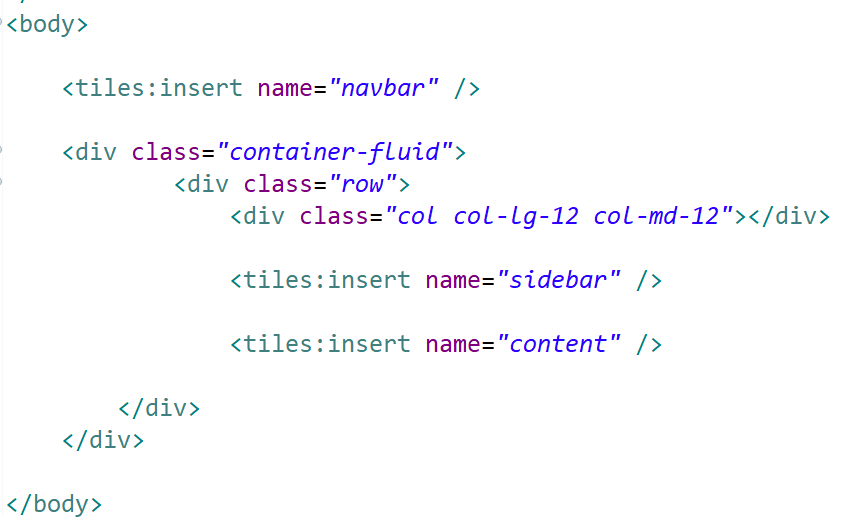 <body>
<tiles:insert name="navbar" />
<div class="container-fluid">
<div class="row">
<div class="col col-lg-12 col-md-12"></div>
<tiles:insert name="sidebar" />
<tiles:insert name="content" />
</div>
</div>
</body>